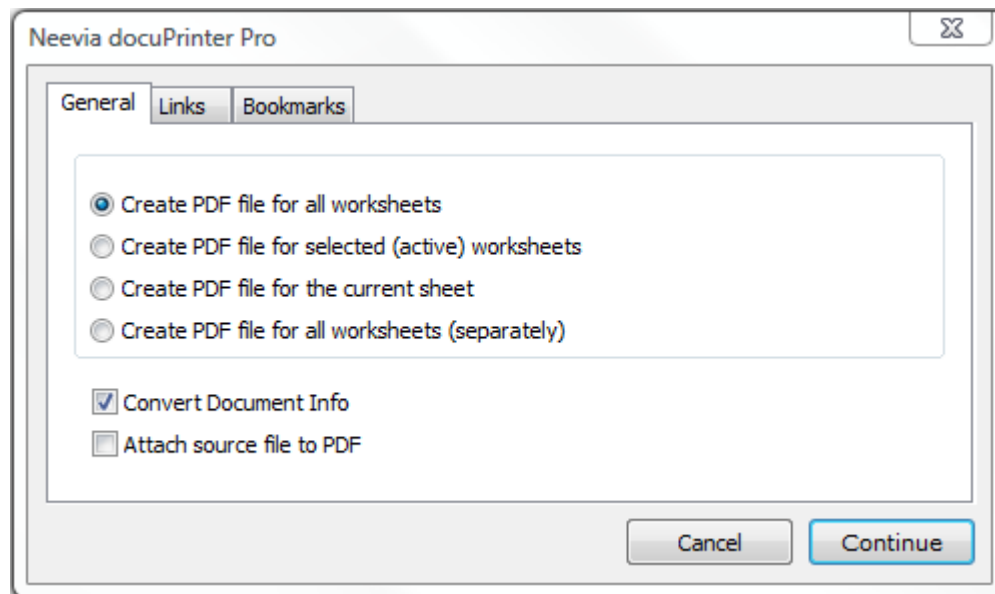 Neevia docuPrinter Pro
General Links Bookmarks
Create PDF file for all worksheets
Create PDF file for selected (active) worksheets
Create PDF file for the current sheet
Create PDF file for all worksheets (separately)
Convert Document Info
Attach source file to PDF
Cancel Continue